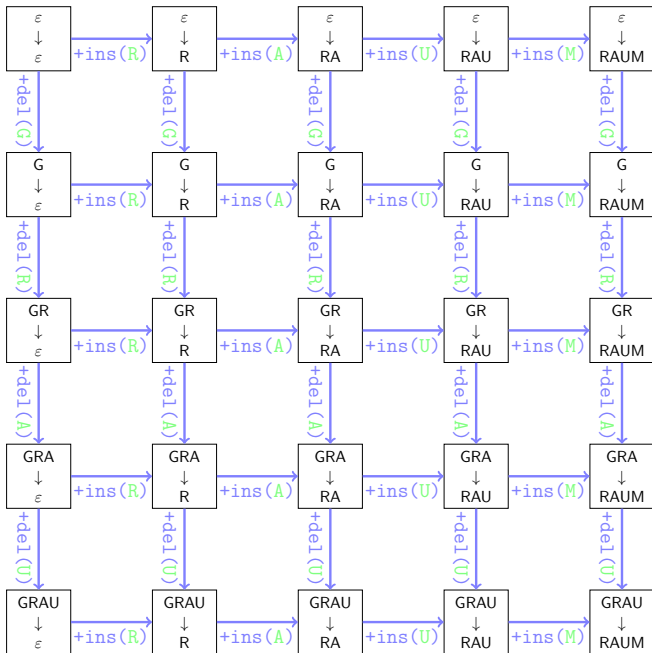 ε ε ε ε ε
↓ ↓ ↓ ↓ ↓
ε R RA RAU RAUM
+ins(R) +ins(A) +ins(U) +ins(M)
+del(G) +del(G) +del(G) +del(G) +del(G)
G G G G G
↓ ↓ ↓ ↓ ↓
ε R RA RAU RAUM
+ins(R) +ins(A) +ins(U) +ins(M)
+del(R) +del(R) +del(R) +del(R) +del(R)
GR GR GR GR GR
↓ ↓ ↓ ↓ ↓
ε R RA RAU RAUM
+ins(R) +ins(A) +ins(U) +ins(M)
+del(A) +del(A) +del(A) +del(A) +del(A)
GRA GRA GRA GRA GRA
↓ ↓ ↓ ↓ ↓
ε R RA RAU RAUM
+ins(R) +ins(A) +ins(U) +ins(M)
+del(U) +del(U) +del(U) +del(U) +del(U)
GRAU GRAU GRAU GRAU GRAU
↓ ↓ ↓ ↓ ↓
ε R RA RAU RAUM
+ins(R) +ins(A) +ins(U) +ins(M)